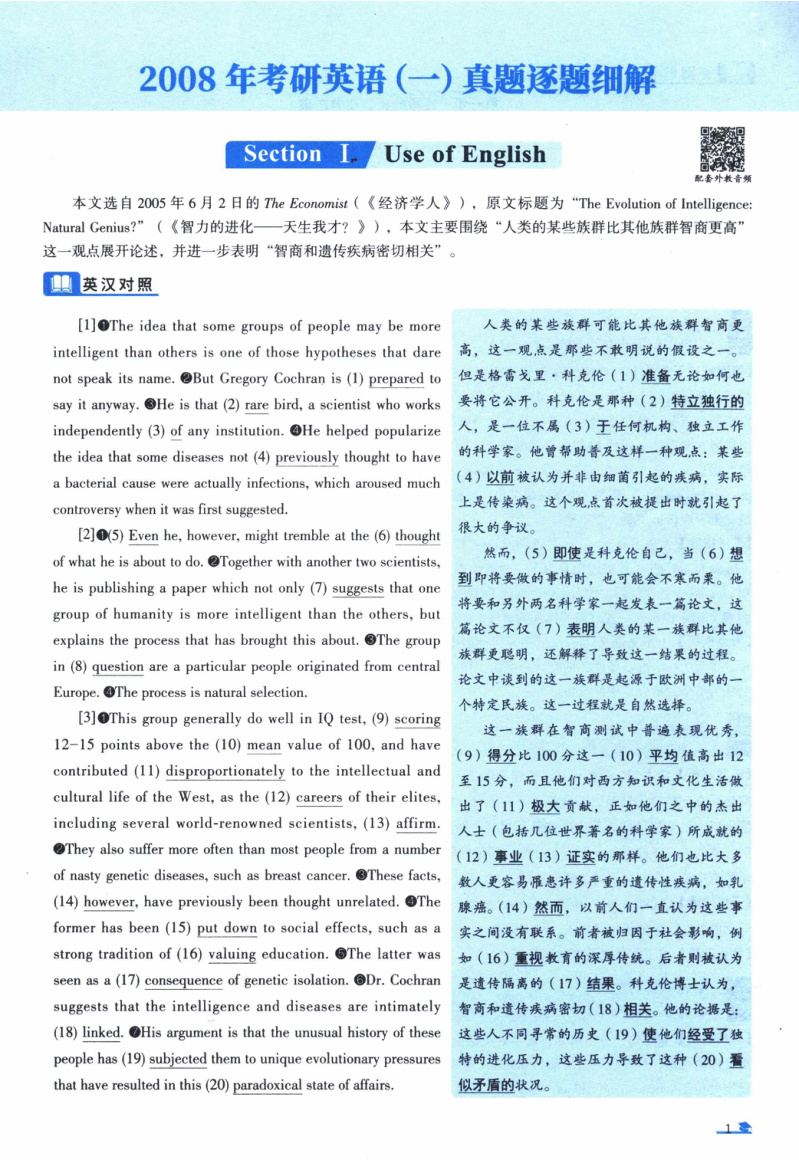 2008 年考研英语(一)真题逐题细解
Section Ⅰ Use of English
配套外教音频
本文选自 2005 年 6 月 2 日的 The Economist(《经济学人》),原文标题为“The Evolution of Intelligence:
Natural Genius?”(《智力的进化——天生我才?》),本文主要围绕“人类的某些族群比其他族群智商更高”
这一观点展开论述,并进一步表明“智商和遗传疾病密切相关”。
英汉对照
[1]❶The idea that some groups of people may be more
intelligent than others is one of those hypotheses that dare
not speak its name. ❷But Gregory Cochran is (1) prepared to
say it anyway. ❸He is that (2) rare bird, a scientist who works
independently (3) of any institution. ❹He helped popularize
the idea that some diseases not (4) previously thought to have
a bacterial cause were actually infections, which aroused much
controversy when it was first suggested.
[2]❶(5) Even he, however, might tremble at the (6) thought
of what he is about to do. ❷Together with another two scientists,
he is publishing a paper which not only (7) suggests that one
group of humanity is more intelligent than the others, but
explains the process that has brought this about. ❸The group
in (8) question are a particular people originated from central
Europe. ❹The process is natural selection.
[3]❶This group generally do well in IQ test, (9) scoring
12-15 points above the (10) mean value of 100, and have
contributed (11) disproportionately to the intellectual and
cultural life of the West, as the (12) careers of their elites,
including several world-renowned scientists, (13) affirm.
❷They also suffer more often than most people from a number
of nasty genetic diseases, such as breast cancer. ❸These facts,
(14) however, have previously been thought unrelated. ❹The
former has been (15) put down to social effects, such as a
strong tradition of (16) valuing education. ❺The latter was
seen as a (17) consequence of genetic isolation. ❻Dr. Cochran
suggests that the intelligence and diseases are intimately
(18) linked. ❼His argument is that the unusual history of these
people has (19) subjected them to unique evolutionary pressures
that have resulted in this (20) paradoxical state of affairs.
人类的某些族群可能比其他族群智商更
高,这一观点是那些不敢明说的假设之一。
但是格雷戈里·科克伦(1)准备无论如何也
要将它公开。科克伦是那种(2)特立独行的
人,是一位不属(3)于任何机构、独立工作
的科学家。他曾帮助普及这样一种观点:某些
(4)以前被认为并非由细菌引起的疾病,实际
上是传染病。这个观点首次被提出时就引起了
很大的争议。
然而,(5)即使是科克伦自己,当(6)想
到即将要做的事情时,也可能会不寒而栗。他
将要和另外两名科学家一起发表一篇论文,这
篇论文不仅(7)表明人类的某一族群比其他
族群更聪明,还解释了导致这一结果的过程。
论文中谈到的这一族群是起源于欧洲中部的一
个特定民族。这一过程就是自然选择。
这一族群在智商测试中普遍表现优秀,
(9)得分比 100 分这一(10)平均值高出 12
至 15 分,而且他们对西方知识和文化生活做
出了(11)极大贡献,正如他们之中的杰出
人士(包括几位世界著名的科学家)所成就的
(12)事业(13)证实的那样。他们也比大多
数人更容易罹患许多严重的遗传性疾病,如乳
腺癌。(14)然而,以前人们一直认为这些事
实之间没有联系。前者被归因于社会影响,例
如(16)重视教育的深厚传统。后者则被认为
是遗传隔离的(17)结果。科克伦博士认为,
智商和遗传疾病密切(18)相关。他的论据是:
这些人不同寻常的历史(19)使他们经受了独
特的进化压力,这些压力导致了这种(20)看
似矛盾的状况。
1